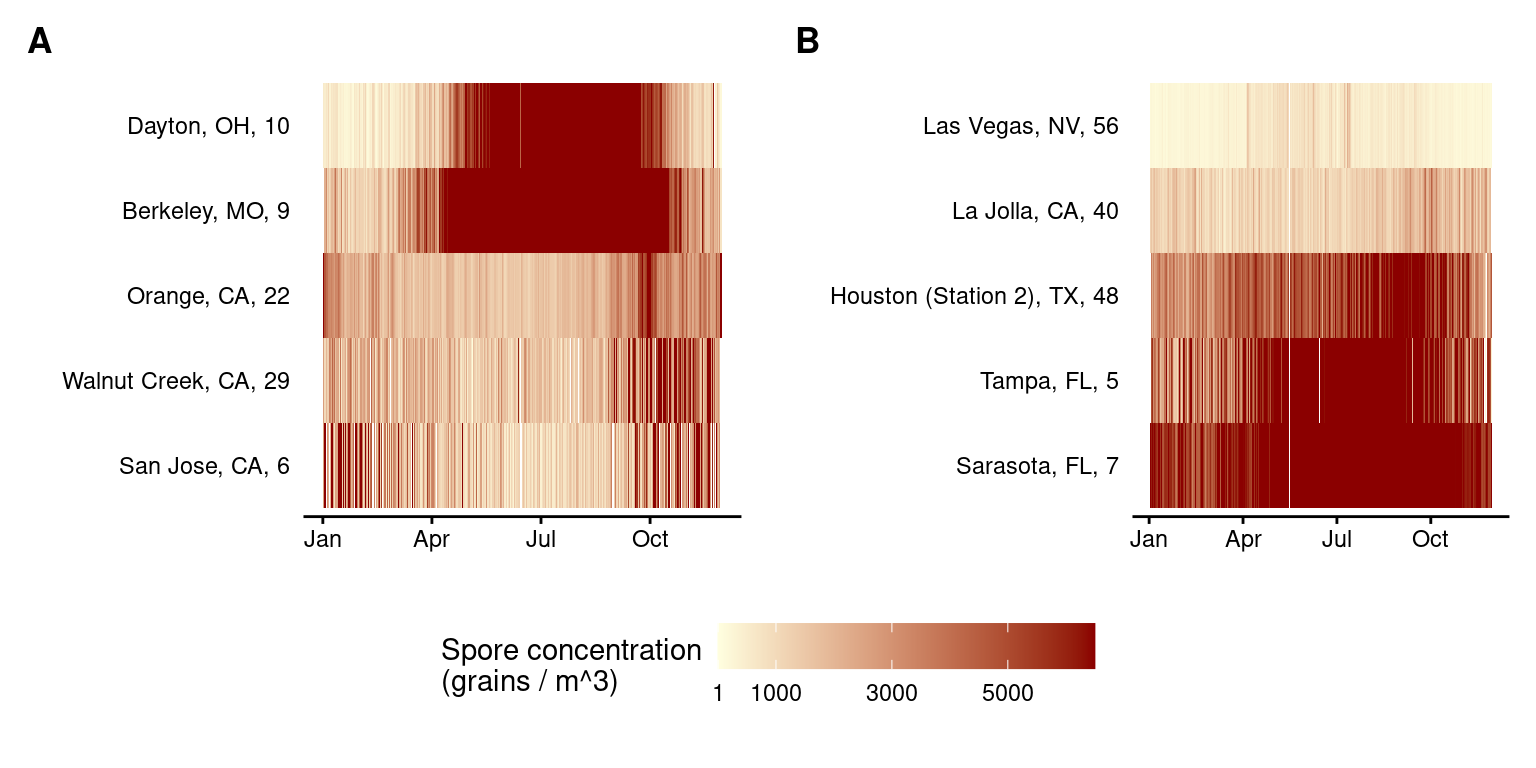 A
Dayton, OH, 10
Berkeley, MO, 9
Orange, CA, 22
Walnut Creek, CA, 29
San Jose, CA, 6
Jan Apr Jul Oct
B
Las Vegas, NV, 56
La Jolla, CA, 40
Houston (Station 2), TX, 48
Tampa, FL, 5
Sarasota, FL, 7
Jan Apr Jul Oct
Spore concentration
(grains / m^3)
1 1000 3000 5000